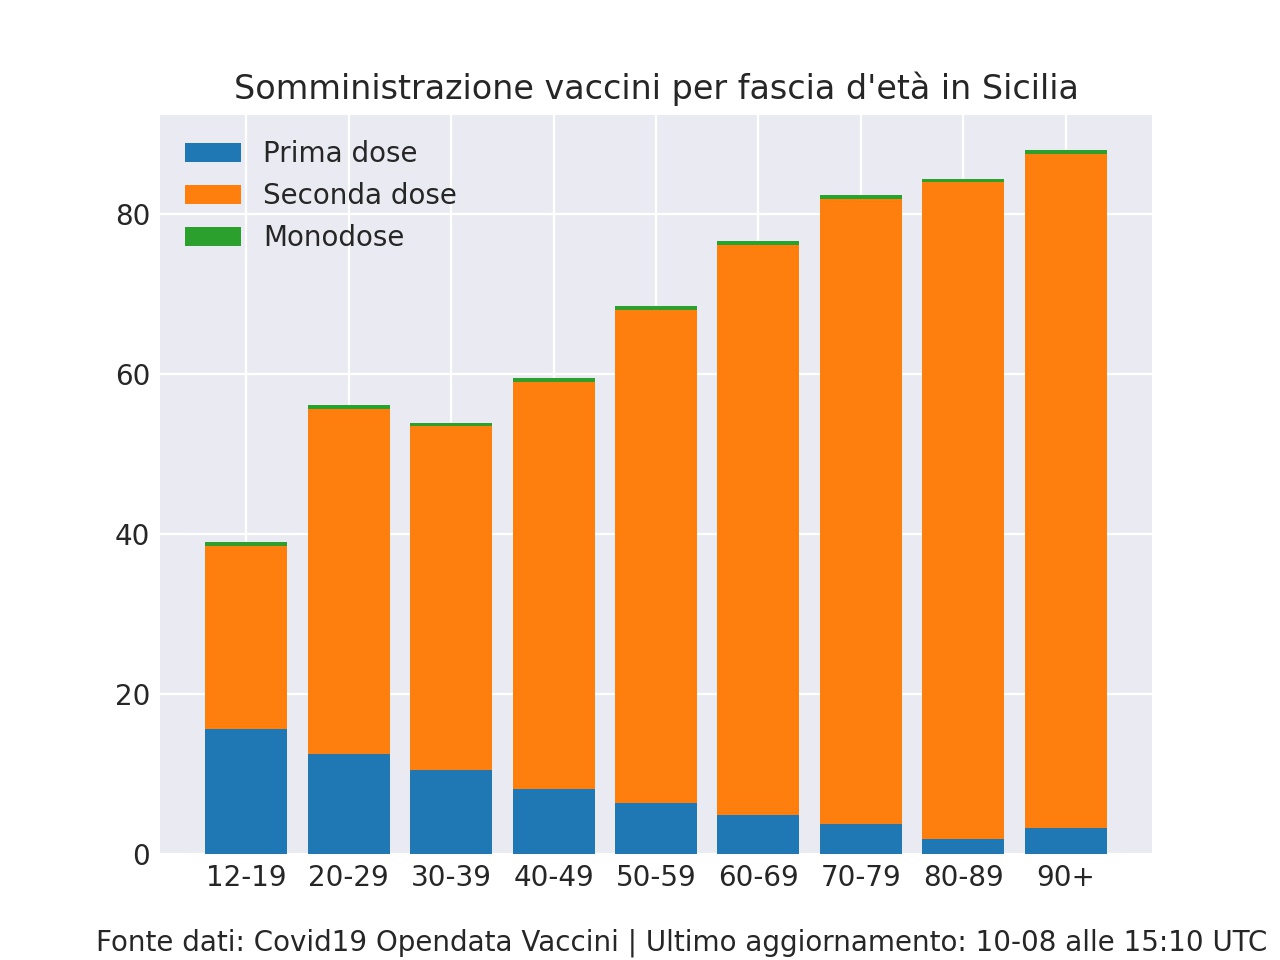 Somministrazione vaccini per fascia d'età in Sicilia
Prima dose
Seconda dose
Monodose
80
60
40
20
0
12-19 20-29 30-39 40-49 50-59 60-69 70-79 80-89 90+
Fonte dati: Covid19 Opendata Vaccini | Ultimo aggiornamento: 10-08 alle 15:10 UTC